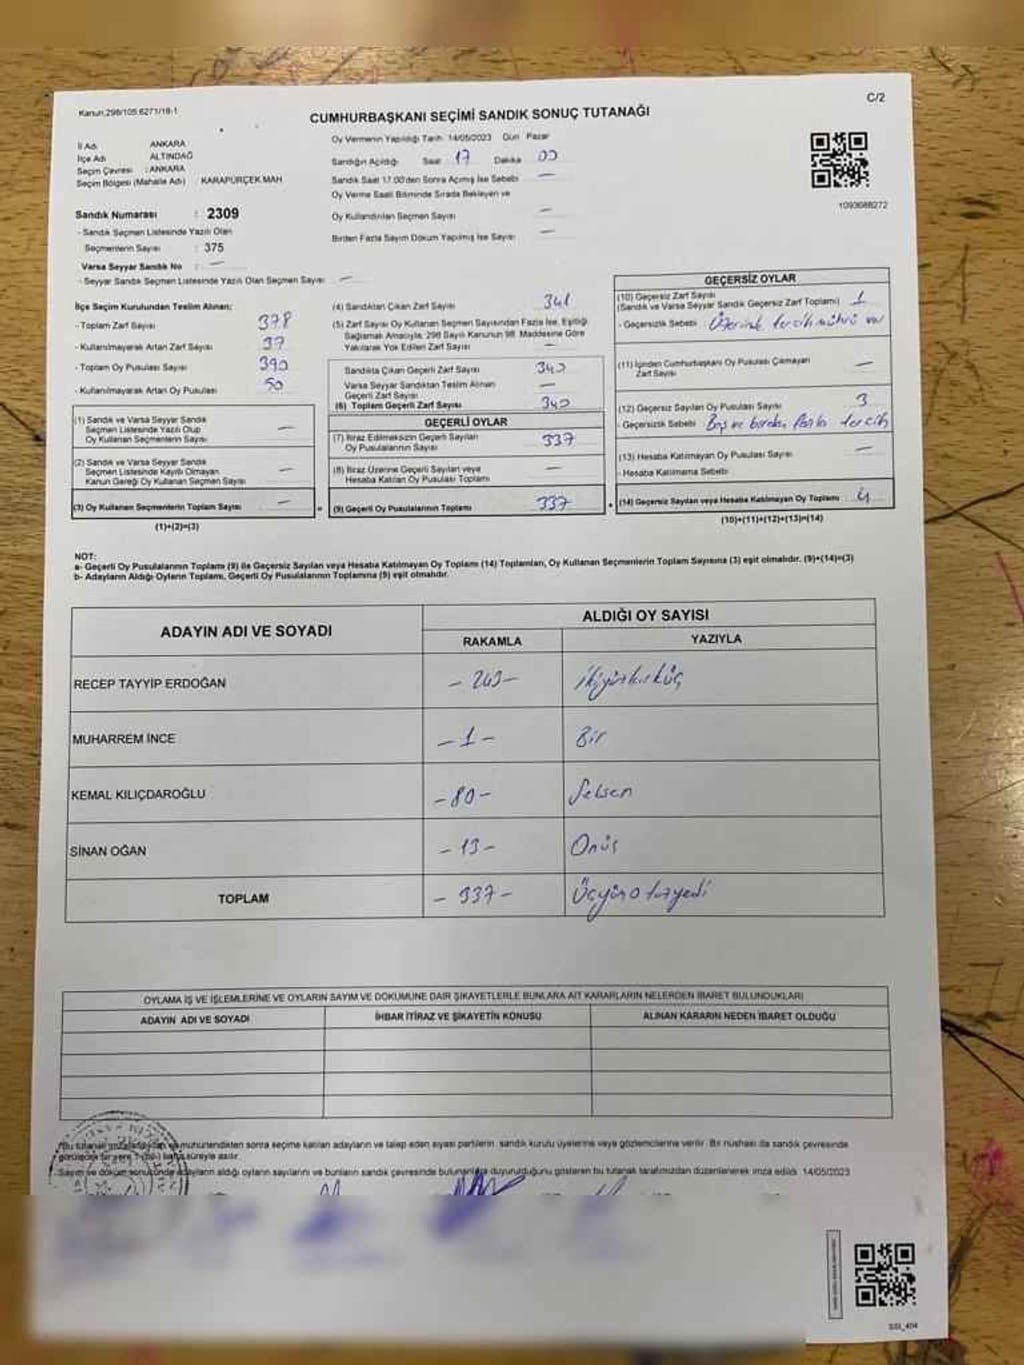 Kanun:298/105.6271/18-1
C/2
CUMHURBAŞKANI SEÇİMİ SANDIK SONUÇ TUTANAĞI
İl Adı ANKARA
İlçe Adı ALTINDAĞ
Seçim Çevresi : ANKARA
Seçim Bölgesi (Mahalle Adı) : KARAPÜRÇEK MAH
Sandık Numarası : 2309
- Sandık Seçmen Listesinde Yazılı Olan
Seçmenlerin Sayısı : 375
Varsa Seyyar Sandık No : —
- Seyyar Sandık Seçmen Listesinde Yazılı Olan Seçmen Sayısı : —
Oy Vermenin Yapıldığı Tarih 14/05/2023 Gün Pazar
Sandığın Açıldığı Saat 17 Dakika 00
Sandık Saat 17.00'den Sonra Açılmış İse Sebebi —
Oy Verme Saati Bitiminde Sırada Bekleyen ve
Oy Kullandırılan Seçmen Sayısı —
Birden Fazla Sayım Döküm Yapılmış İse Sayısı —
1093688272
İlçe Seçim Kurulundan Teslim Alınan;
- Toplam Zarf Sayısı 378
- Kullanılmayarak Artan Zarf Sayısı 37
- Toplam Oy Pusulası Sayısı 390
- Kullanılmayarak Artan Oy Pusulası 50
(1) Sandık ve Varsa Seyyar Sandık
Seçmen Listesinde Yazılı Olup
Oy Kullanan Seçmenlerin Sayısı —
(2) Sandık ve Varsa Seyyar Sandık
Seçmen Listesinde Kayıtlı Olmayan
Kanun Gereği Oy Kullanan Seçmen Sayısı —
(3) Oy Kullanan Seçmenlerin Toplam Sayısı —
(1)+(2)=(3)
=
(4) Sandıktan Çıkan Zarf Sayısı 341
(5) Zarf Sayısı Oy Kullanan Seçmen Sayısından Fazla İse, Eşitliği
Sağlamak Amacıyla, 298 Sayılı Kanunun 98. Maddesine Göre
Yakılarak Yok Edilen Zarf Sayısı —
Sandıkta Çıkan Geçerli Zarf Sayısı 340
Varsa Seyyar Sandıktan Teslim Alınan
Geçerli Zarf Sayısı —
(6) Toplam Geçerli Zarf Sayısı 340
GEÇERLİ OYLAR
(7) İtiraz Edilmeksizin Geçerli Sayılan
Oy Pusulalarının Sayısı 337
(8) İtiraz Üzerine Geçerli Sayılan veya
Hesaba Katılan Oy Pusulası Toplamı —
(9) Geçerli Oy Pusulalarının Toplamı 337
+
GEÇERSİZ OYLAR
(10) Geçersiz Zarf Sayısı
(Sandık ve Varsa Seyyar Sandık Geçersiz Zarf Toplamı) 1
- Geçersizlik Sebebi Üzerinde tercih mührü var
(11) İçinden Cumhurbaşkanı Oy Pusulası Çıkmayan
Zarf Sayısı —
(12) Geçersiz Sayılan Oy Pusulası Sayısı 3
- Geçersizlik Sebebi Boş ve birden fazla tercih
(13) Hesaba Katılmayan Oy Pusulası Sayısı —
- Hesaba Katılmama Sebebi
(14) Geçersiz Sayılan veya Hesaba Katılmayan Oy Toplamı 4
(10)+(11)+(12)+(13)=(14)
NOT:
a- Geçerli Oy Pusulalarının Toplamı (9) ile Geçersiz Sayılan veya Hesaba Katılmayan Oy Toplamı (14) Toplamları, Oy Kullanan Seçmenlerin Toplam Sayısına (3) eşit olmalıdır. (9)+(14)=(3)
b- Adayların Aldığı Oyların Toplamı, Geçerli Oy Pusulalarının Toplamına (9) eşit olmalıdır.
ADAYIN ADI VE SOYADI
ALDIĞI OY SAYISI
RAKAMLA YAZIYLA
RECEP TAYYİP ERDOĞAN - 243 - İkiyüzkırküç
MUHARREM İNCE - 1 - Bir
KEMAL KILIÇDAROĞLU - 80 - Seksen
SİNAN OĞAN - 13 - Onüç
TOPLAM - 337 - Üçyüzotuzyedi
OYLAMA İŞ VE İŞLEMLERİNE VE OYLARIN SAYIM VE DÖKÜMÜNE DAİR ŞİKAYETLERLE BUNLARA AİT KARARLARIN NELERDEN İBARET BULUNDUKLARI
ADAYIN ADI VE SOYADI İHBAR İTİRAZ VE ŞİKAYETİN KONUSU ALINAN KARARIN NEDEN İBARET OLDUĞU
mühürlendikten sonra seçime katılan adayların ve talep eden siyasi partilerin, sandık kurulu üyelerine veya gözlemcilerine verilir. Bir nüshası da sandık çevresinde
süreyle asılır.
Sayım ve döküm sonucunda adayların aldığı oyların sayılarını ve bunların sandık çevresinde bulunanlara duyurulduğunu gösteren bu tutanak tarafımızdan düzenlenerek imza edildi. 14/05/2023
SSI_404